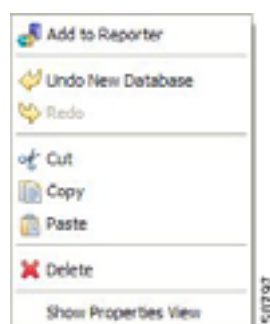 Add to Reporter
Undo New Database
Redo
Cut
Copy
Paste
Delete
Show Properties View